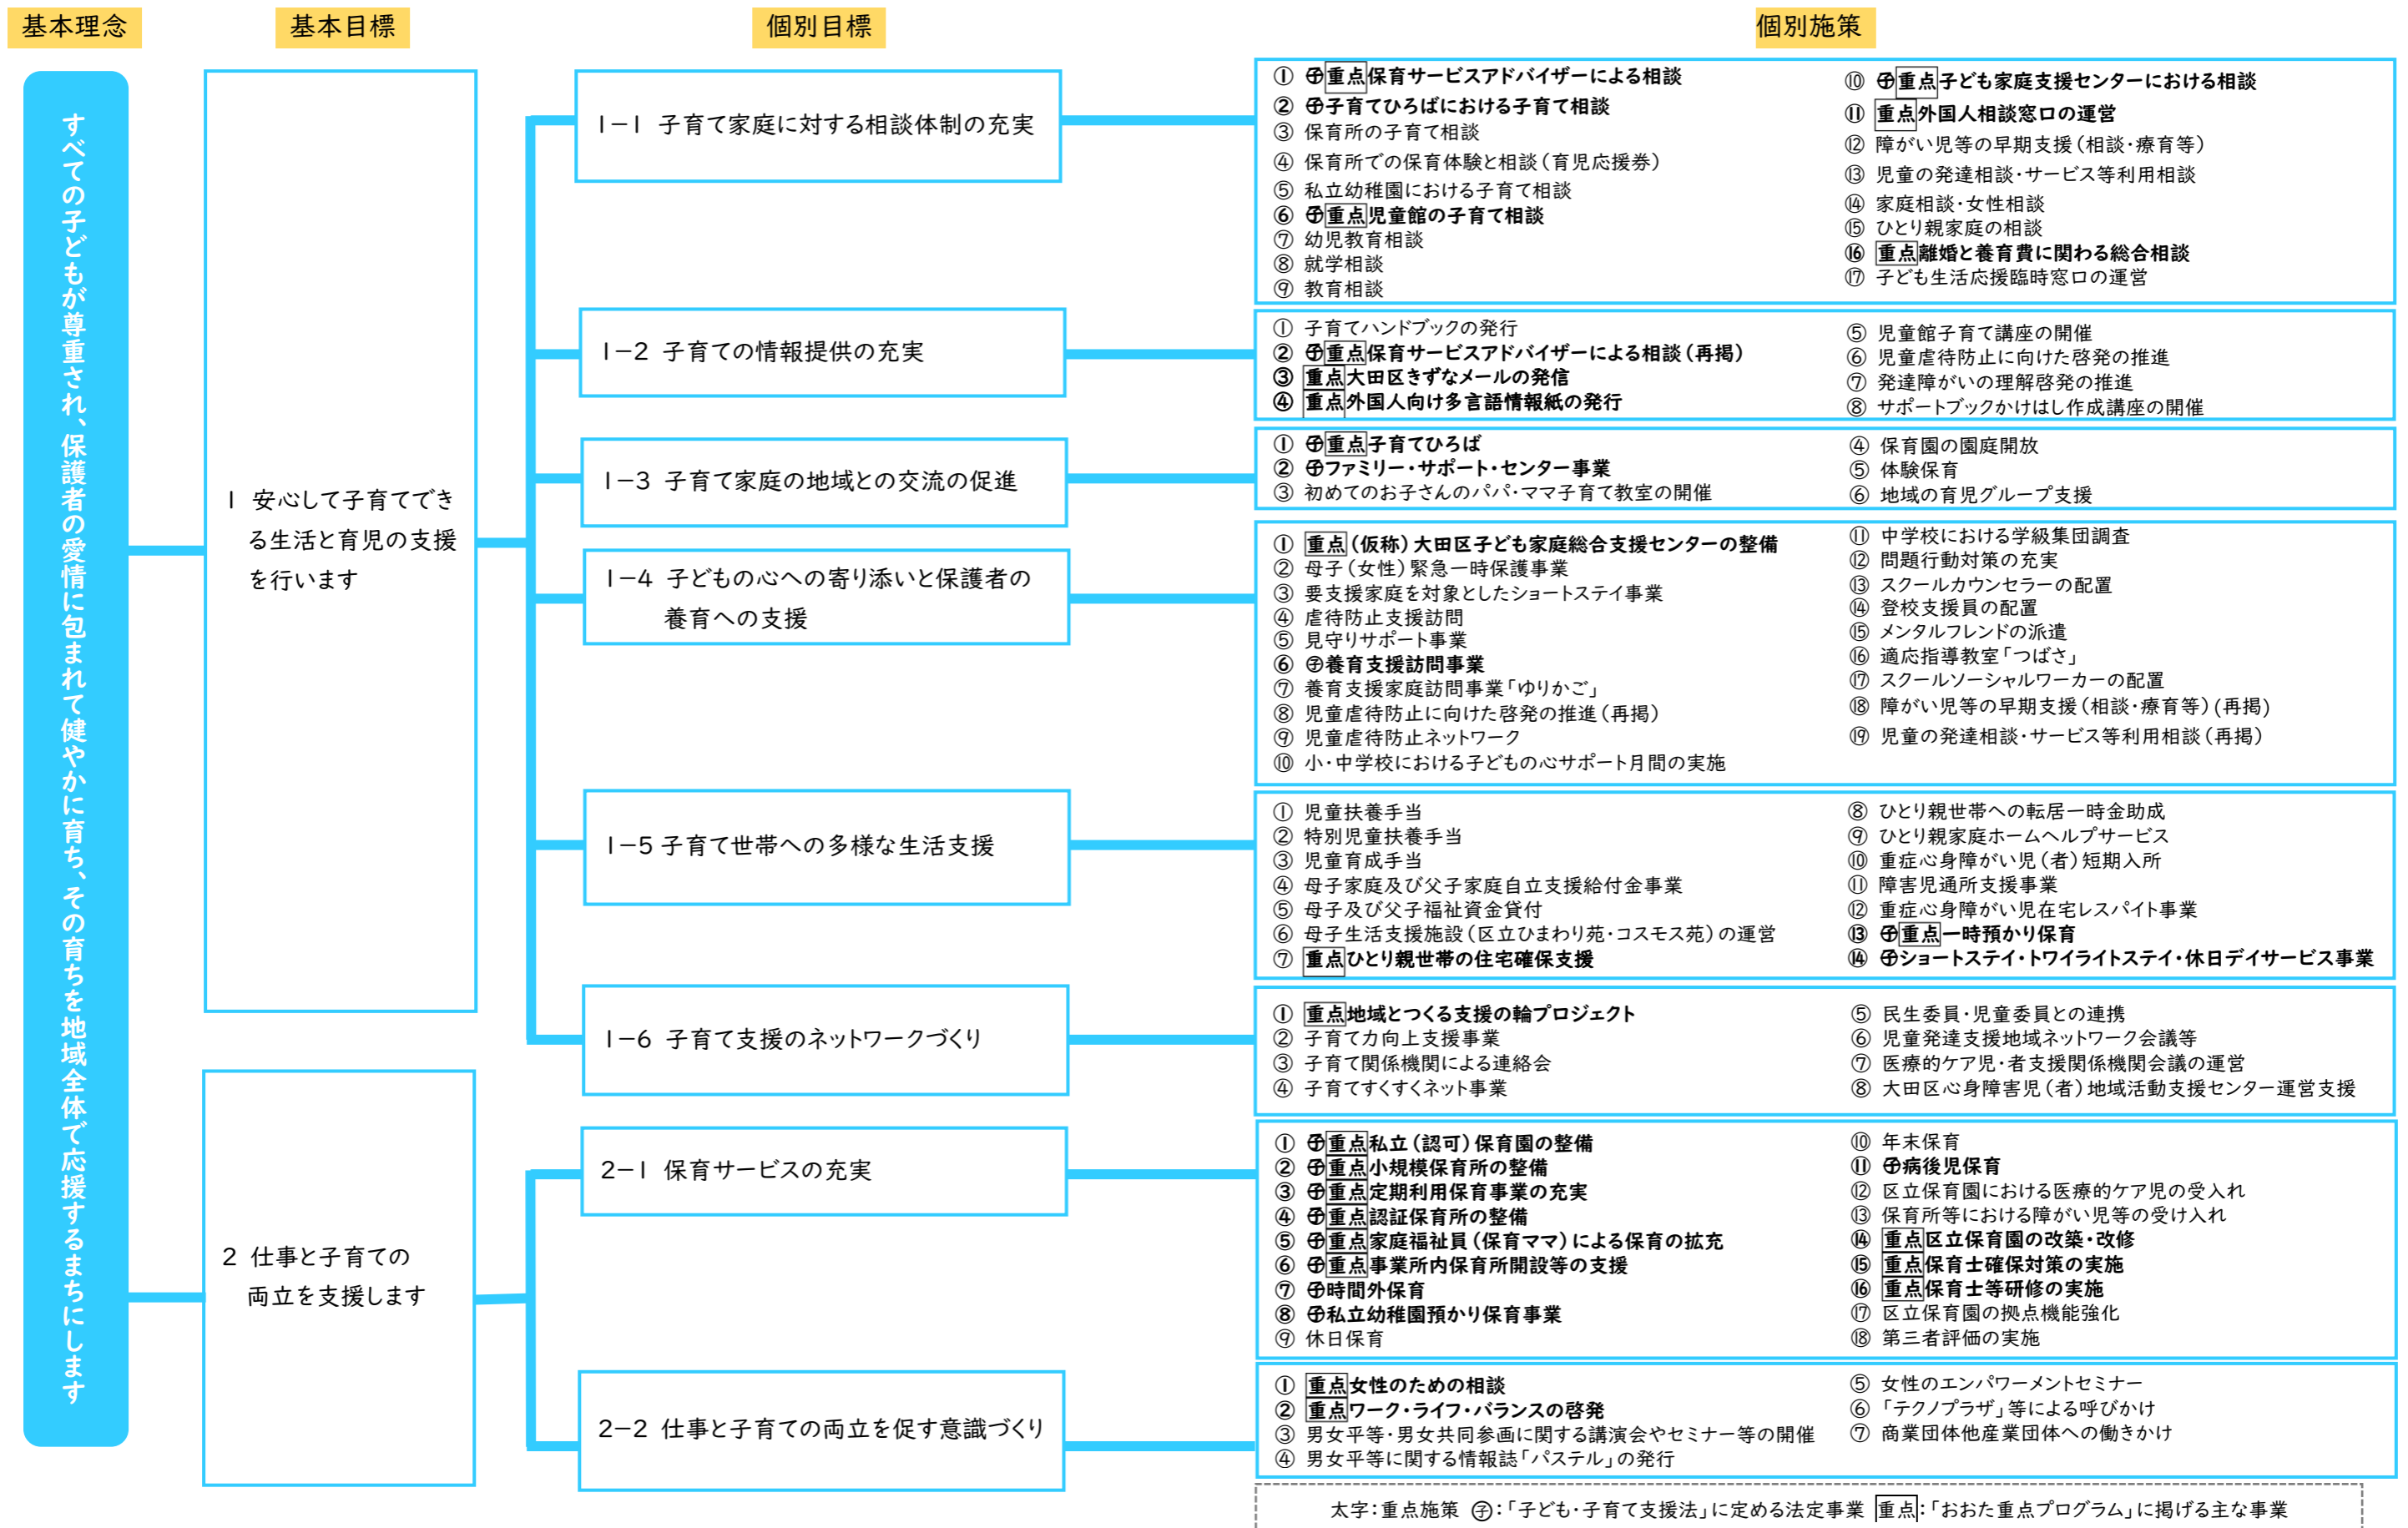 基本理念
基本目標
個別目標
個別施策
すべての子どもが尊重され、保護者の愛情に包まれて健やかに育ち、その育ちを地域全体で応援するまちにします
1 安心して子育てでき
る生活と育児の支援
を行います
1-1 子育て家庭に対する相談体制の充実
① ㋙重点保育サービスアドバイザーによる相談
② ㋙子育てひろばにおける子育て相談
③ 保育所の子育て相談
④ 保育所での保育体験と相談(育児応援券)
⑤ 私立幼稚園における子育て相談
⑥ ㋙重点児童館の子育て相談
⑦ 幼児教育相談
⑧ 就学相談
⑨ 教育相談
⑩ ㋙重点子ども家庭支援センターにおける相談
⑪ 重点外国人相談窓口の運営
⑫ 障がい児等の早期支援(相談・療育等)
⑬ 児童の発達相談・サービス等利用相談
⑭ 家庭相談・女性相談
⑮ ひとり親家庭の相談
⑯ 重点離婚と養育費に関わる総合相談
⑰ 子ども生活応援臨時窓口の運営
1-2 子育ての情報提供の充実
① 子育てハンドブックの発行
② ㋙重点保育サービスアドバイザーによる相談(再掲)
③ 重点大田区きずなメールの発信
④ 重点外国人向け多言語情報紙の発行
⑤ 児童館子育て講座の開催
⑥ 児童虐待防止に向けた啓発の推進
⑦ 発達障がいの理解啓発の推進
⑧ サポートブックかけはし作成講座の開催
1-3 子育て家庭の地域との交流の促進
① ㋙重点子育てひろば
② ㋙ファミリー・サポート・センター事業
③ 初めてのお子さんのパパ・ママ子育て教室の開催
④ 保育園の園庭開放
⑤ 体験保育
⑥ 地域の育児グループ支援
1-4 子どもの心への寄り添いと保護者の
養育への支援
① 重点(仮称)大田区子ども家庭総合支援センターの整備
② 母子(女性)緊急一時保護事業
③ 要支援家庭を対象としたショートステイ事業
④ 虐待防止支援訪問
⑤ 見守りサポート事業
⑥ ㋙養育支援訪問事業
⑦ 養育支援家庭訪問事業「ゆりかご」
⑧ 児童虐待防止に向けた啓発の推進(再掲)
⑨ 児童虐待防止ネットワーク
⑩ 小・中学校における子どもの心サポート月間の実施
⑪ 中学校における学級集団調査
⑫ 問題行動対策の充実
⑬ スクールカウンセラーの配置
⑭ 登校支援員の配置
⑮ メンタルフレンドの派遣
⑯ 適応指導教室「つばさ」
⑰ スクールソーシャルワーカーの配置
⑱ 障がい児等の早期支援(相談・療育等)(再掲)
⑲ 児童の発達相談・サービス等利用相談(再掲)
1-5 子育て世帯への多様な生活支援
① 児童扶養手当
② 特別児童扶養手当
③ 児童育成手当
④ 母子家庭及び父子家庭自立支援給付金事業
⑤ 母子及び父子福祉資金貸付
⑥ 母子生活支援施設(区立ひまわり苑・コスモス苑)の運営
⑦ 重点ひとり親世帯の住宅確保支援
⑧ ひとり親世帯への転居一時金助成
⑨ ひとり親家庭ホームヘルプサービス
⑩ 重症心身障がい児(者)短期入所
⑪ 障害児通所支援事業
⑫ 重症心身障がい児在宅レスパイト事業
⑬ ㋙重点一時預かり保育
⑭ ㋙ショートステイ・トワイライトステイ・休日デイサービス事業
1-6 子育て支援のネットワークづくり
① 重点地域とつくる支援の輪プロジェクト
② 子育て力向上支援事業
③ 子育て関係機関による連絡会
④ 子育てすくすくネット事業
⑤ 民生委員・児童委員との連携
⑥ 児童発達支援地域ネットワーク会議等
⑦ 医療的ケア児・者支援関係機関会議の運営
⑧ 大田区心身障害児(者)地域活動支援センター運営支援
2 仕事と子育ての
両立を支援します
2-1 保育サービスの充実
① ㋙重点私立(認可)保育園の整備
② ㋙重点小規模保育所の整備
③ ㋙重点定期利用保育事業の充実
④ ㋙重点認証保育所の整備
⑤ ㋙重点家庭福祉員(保育ママ)による保育の拡充
⑥ ㋙重点事業所内保育所開設等の支援
⑦ ㋙時間外保育
⑧ ㋙私立幼稚園預かり保育事業
⑨ 休日保育
⑩ 年末保育
⑪ ㋙病後児保育
⑫ 区立保育園における医療的ケア児の受入れ
⑬ 保育所等における障がい児等の受け入れ
⑭ 重点区立保育園の改築・改修
⑮ 重点保育士確保対策の実施
⑯ 重点保育士等研修の実施
⑰ 区立保育園の拠点機能強化
⑱ 第三者評価の実施
2-2 仕事と子育ての両立を促す意識づくり
① 重点女性のための相談
② 重点ワーク・ライフ・バランスの啓発
③ 男女平等・男女共同参画に関する講演会やセミナー等の開催
④ 男女平等に関する情報誌「パステル」の発行
⑤ 女性のエンパワーメントセミナー
⑥ 「テクノプラザ」等による呼びかけ
⑦ 商業団体他産業団体への働きかけ
太字:重点施策 ㋙:「子ども・子育て支援法」に定める法定事業 重点:「おおた重点プログラム」に掲げる主な事業